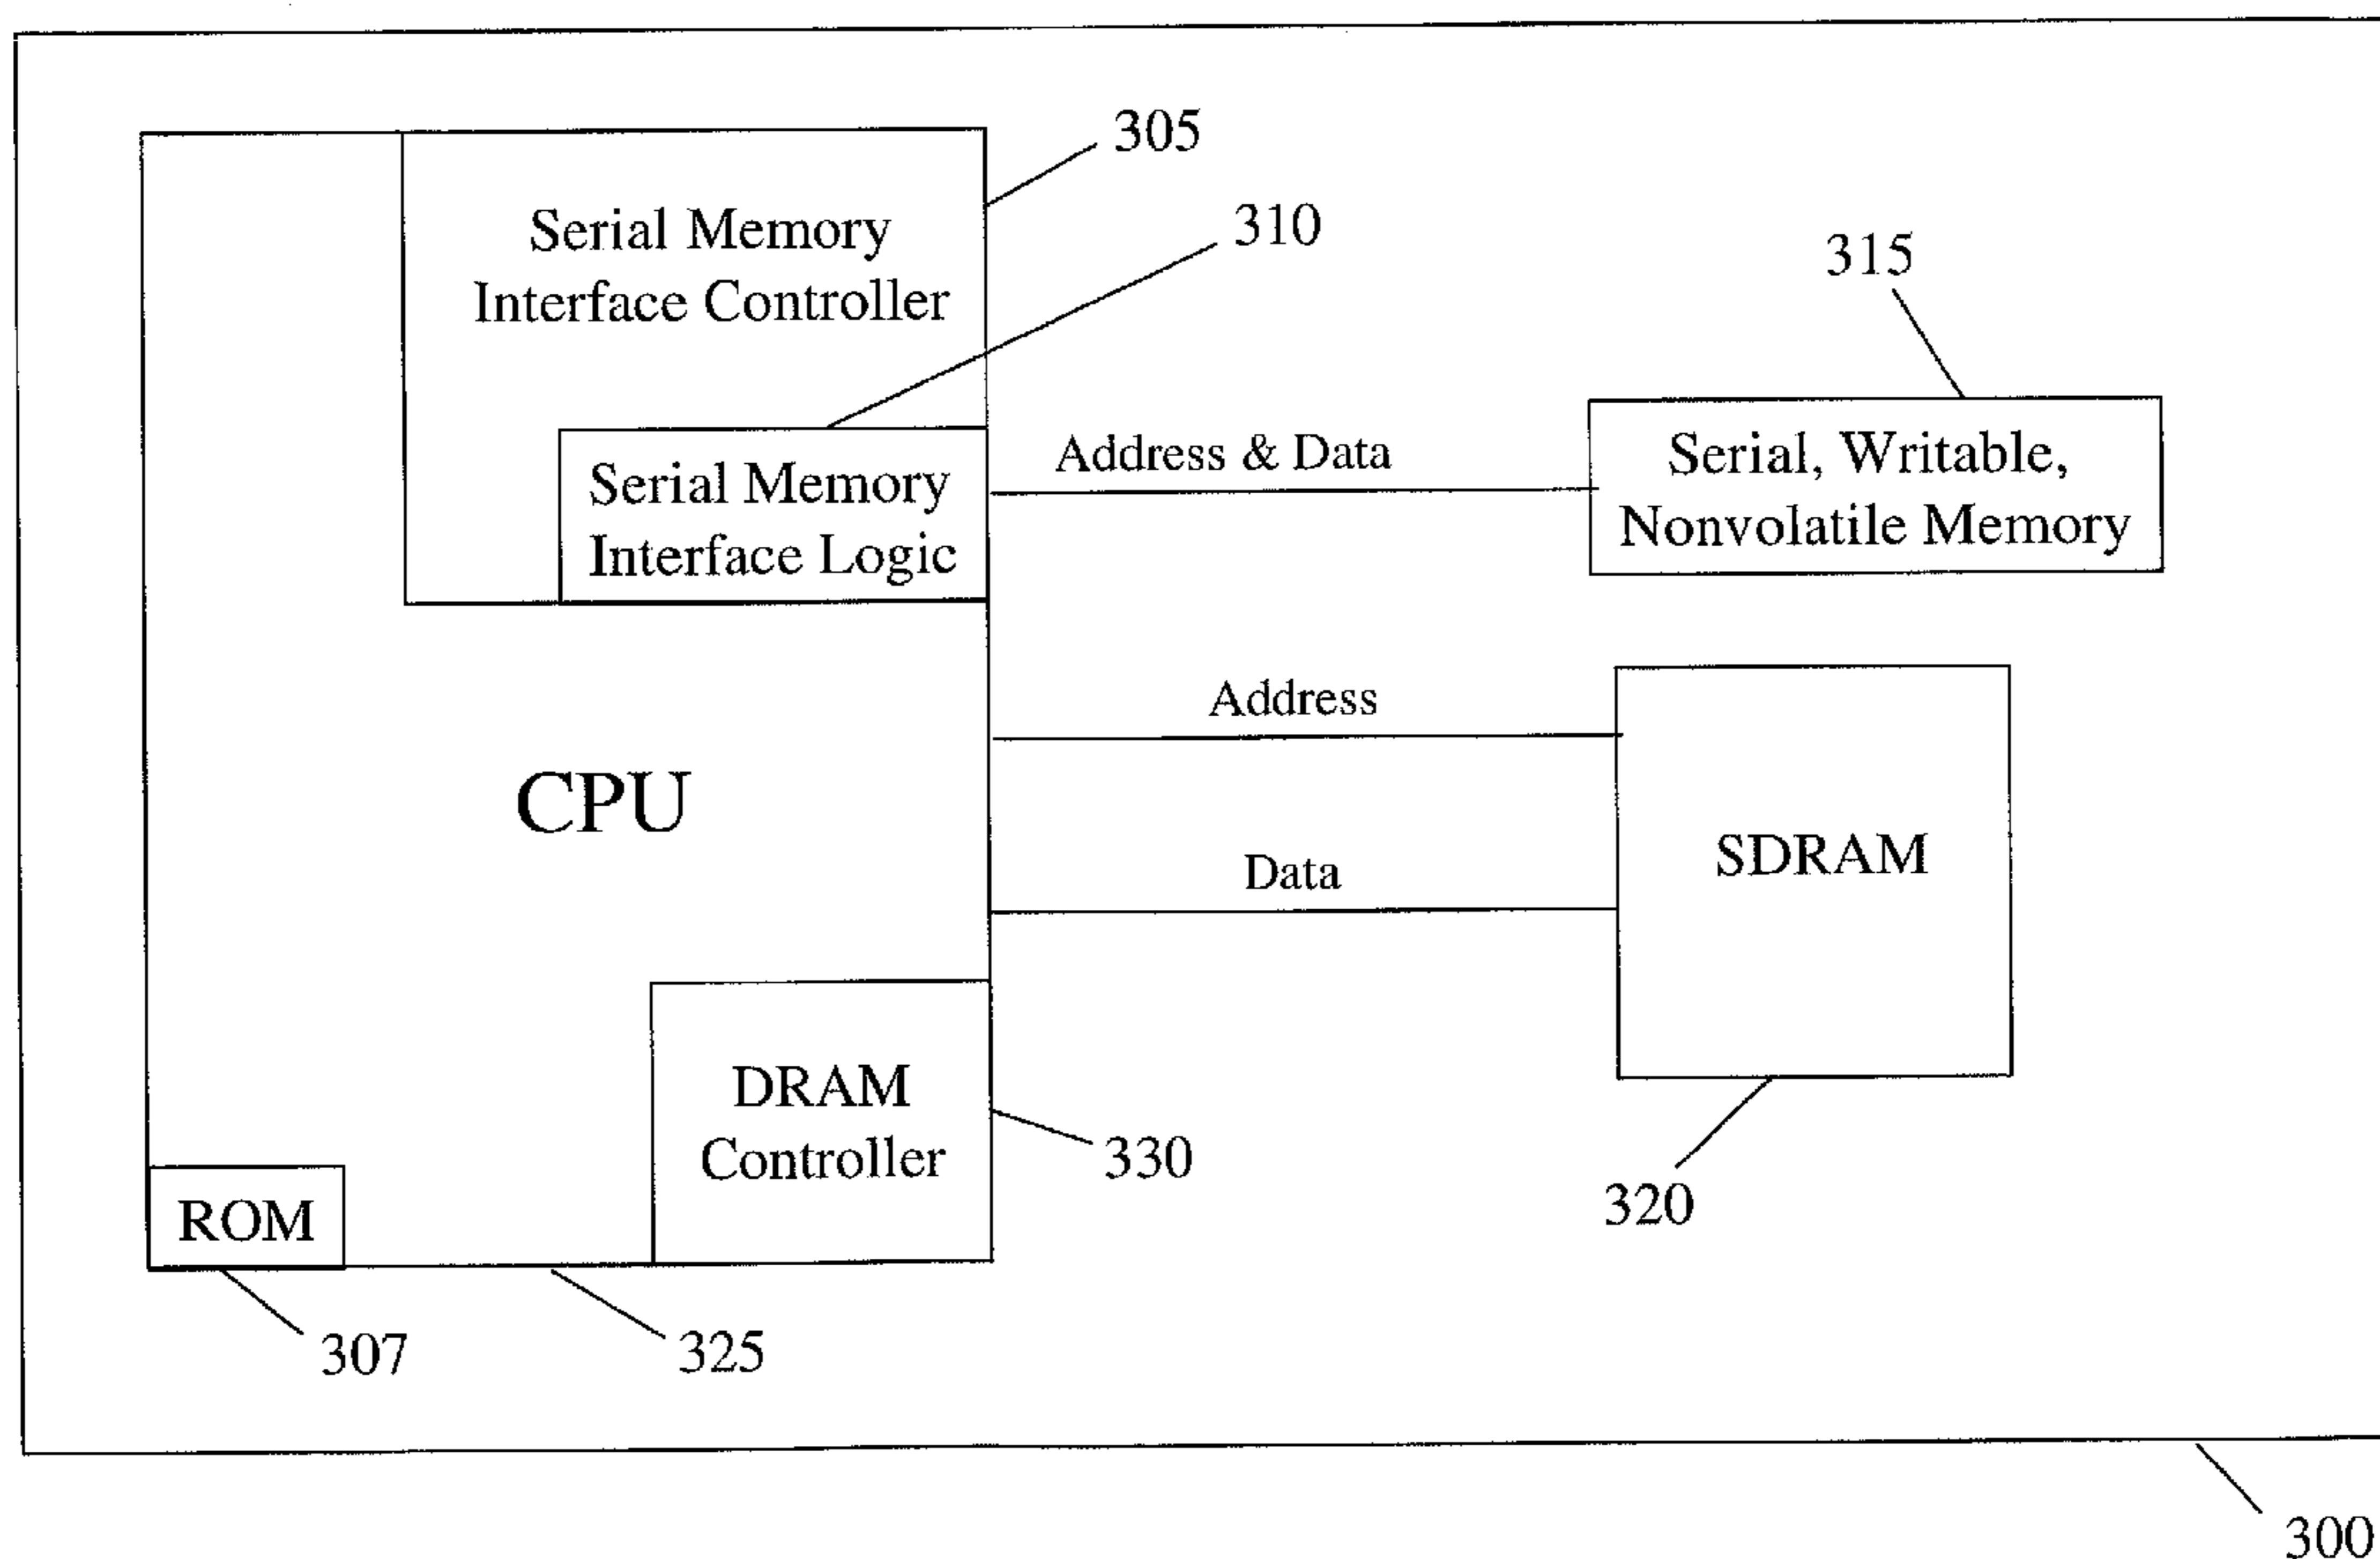 305
Serial Memory
Interface Controller
310
315
Serial Memory
Interface Logic
Address & Data
Serial, Writable,
Nonvolatile Memory
Address
CPU
SDRAM
Data
DRAM
Controller
330
320
ROM
307
325
300